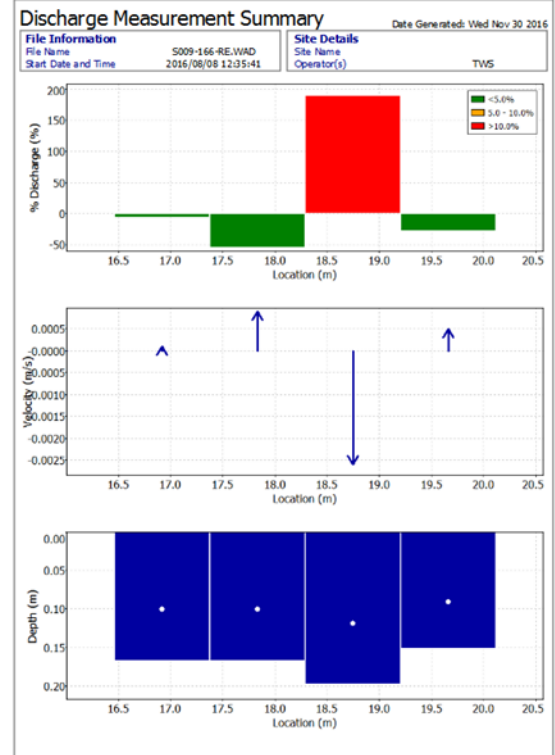 Discharge Measurement Summary
Date Generated: Wed Nov 30 2016
File Information
File Name S009-166-RE.WAD
Start Date and Time 2016/08/08 12:35:41
Site Details
Site Name
Operator(s) TWS
200
150
100
50
0
-50
% Discharge (%)
<5.0%
5.0 - 10.0%
>10.0%
16.5 17.0 17.5 18.0 18.5 19.0 19.5 20.0 20.5
Location (m)
0.0005
-0.0000
-0.0005
-0.0010
-0.0015
-0.0020
-0.0025
Velocity (m/s)
16.5 17.0 17.5 18.0 18.5 19.0 19.5 20.0 20.5
Location (m)
0.00
0.05
0.10
0.15
0.20
Depth (m)
16.5 17.0 17.5 18.0 18.5 19.0 19.5 20.0 20.5
Location (m)